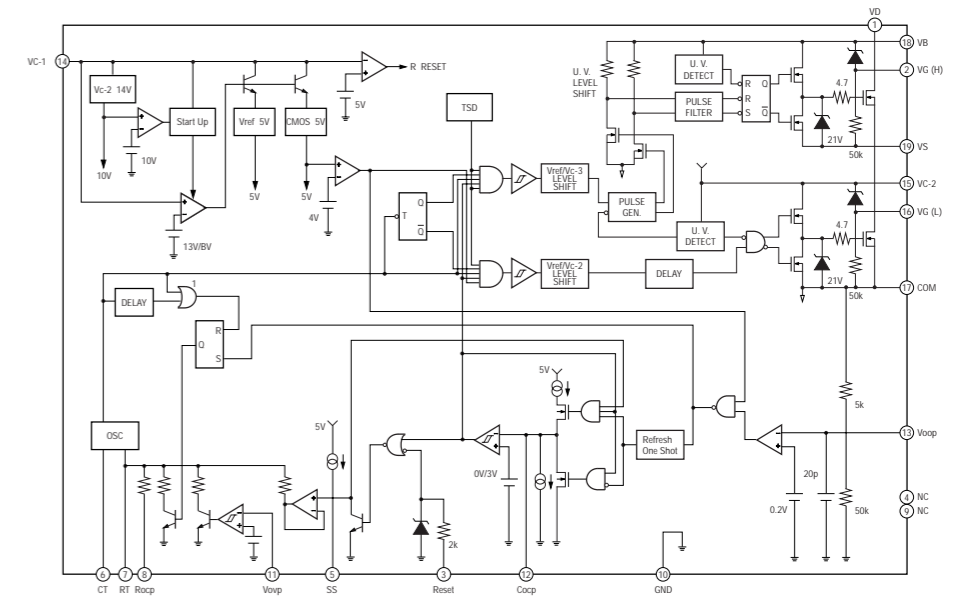 VD
1
VC-1
14
18
VB
2
VG (H)
19
VS
15
VC-2
16
VG (L)
17
COM
13
Voop
4
NC
9
NC
R RESET
Vc-2 14V
5V
10V
10V
Start Up
Vref 5V
CMOS 5V
5V
5V
4V
13V/8V
TSD
U. V.
LEVEL
SHIFT
U. V.
DETECT
PULSE
FILTER
R
R
S
Q
Q
4.7
21V
50k
T
Q
Q
Vref/Vc-3
LEVEL
SHIFT
PULSE
GEN.
U. V.
DETECT
Vref/Vc-2
LEVEL
SHIFT
DELAY
4.7
21V
50k
DELAY
1
Q
R
S
OSC
5V
5V
0V/3V
Refresh
One Shot
2k
5k
20p
0.2V
50k
6
CT
7
RT
8
Rocp
11
Vovp
5
SS
3
Reset
12
Cocp
10
GND